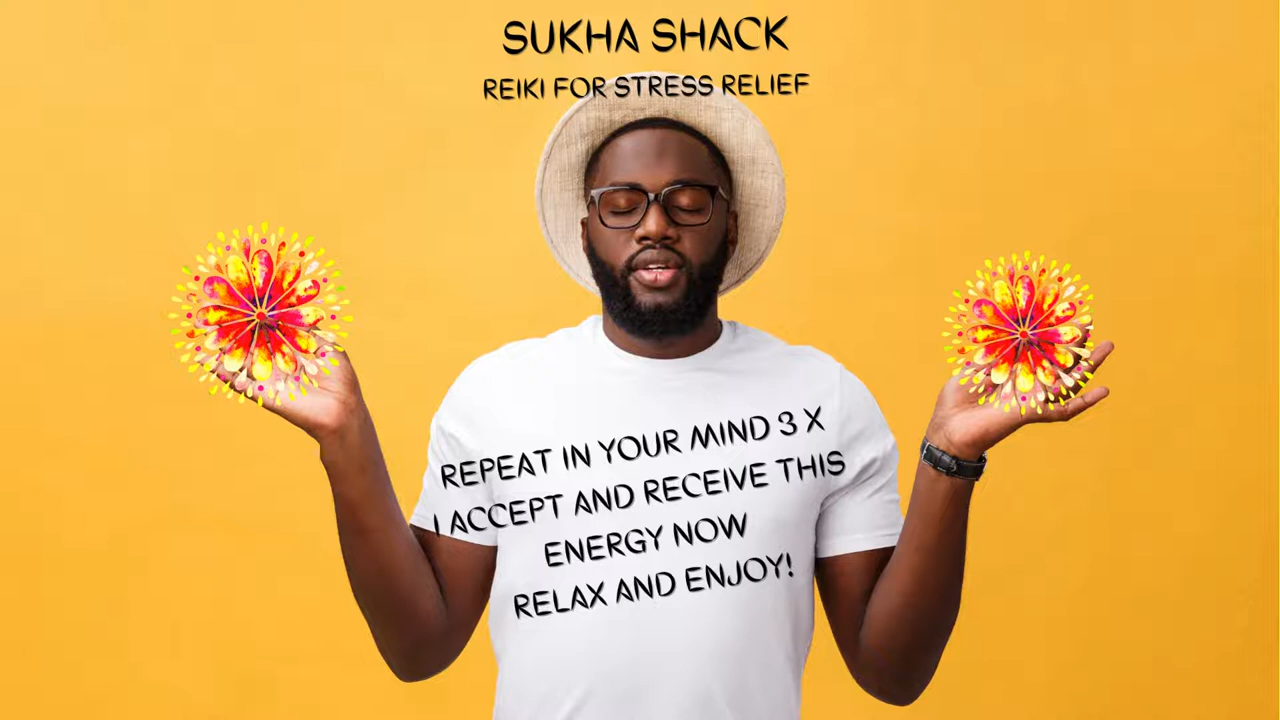 SUKHA SHACK
REIKI FOR STRESS RELIEF
REPEAT IN YOUR MIND 3 X
I ACCEPT AND RECEIVE THIS
ENERGY NOW
RELAX AND ENJOY!